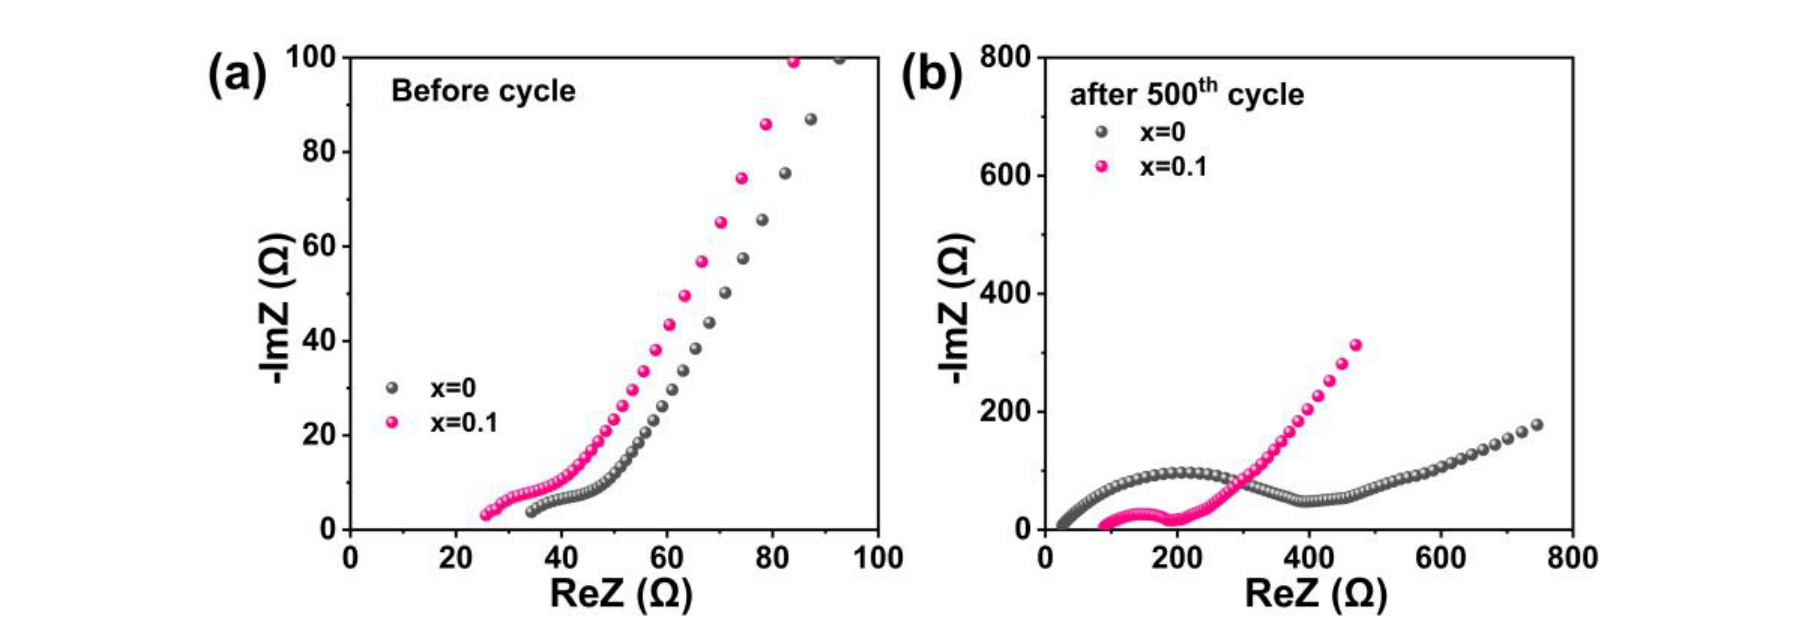 (a)
Before cycle
100
80
60
40
20
0
-ImZ (Ω)
x=0
x=0.1
0 20 40 60 80 100
ReZ (Ω)
(b)
after 500th cycle
x=0
x=0.1
800
600
400
200
0
-ImZ (Ω)
0 200 400 600 800
ReZ (Ω)